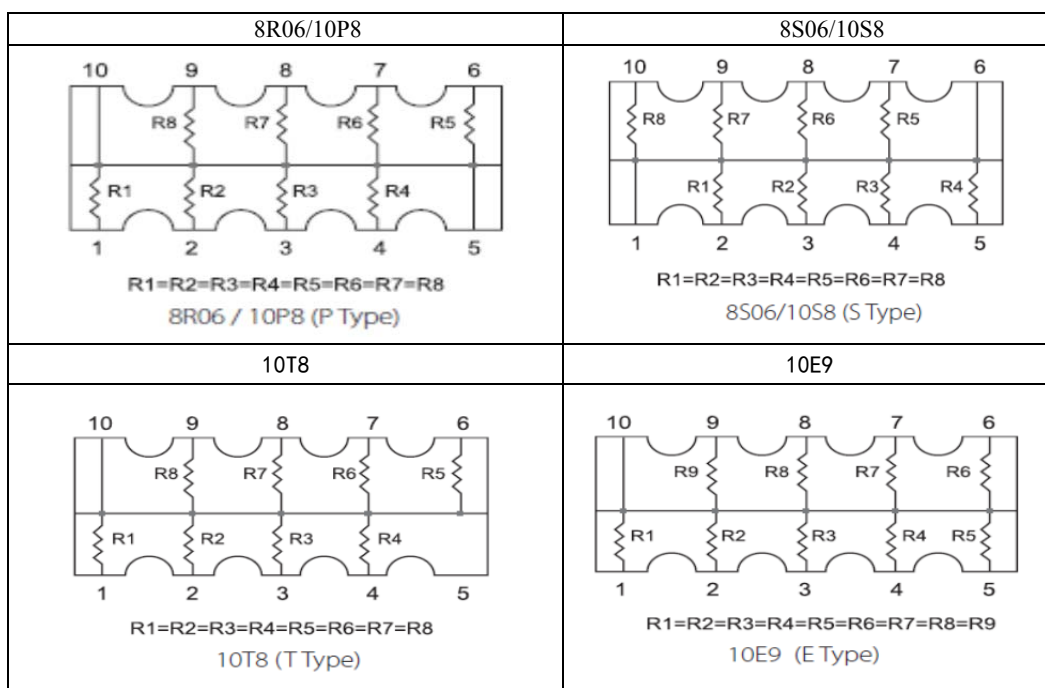 8R06/10P8
8S06/10S8
10 9 8 7 6
R8 R7 R6 R5
R1 R2 R3 R4
1 2 3 4 5
R1=R2=R3=R4=R5=R6=R7=R8
8R06 / 10P8 (P Type)
10 9 8 7 6
R8 R7 R6 R5
R1 R2 R3 R4
1 2 3 4 5
R1=R2=R3=R4=R5=R6=R7=R8
8S06/10S8 (S Type)
10T8
10E9
10 9 8 7 6
R8 R7 R6 R5
R1 R2 R3 R4
1 2 3 4 5
R1=R2=R3=R4=R5=R6=R7=R8
10T8 (T Type)
10 9 8 7 6
R9 R8 R7 R6
R1 R2 R3 R4 R5
1 2 3 4 5
R1=R2=R3=R4=R5=R6=R7=R8=R9
10E9 (E Type)